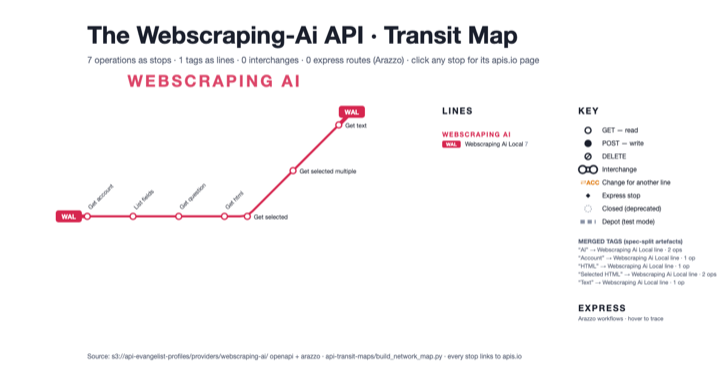 The Webscraping-Ai API · Transit Map
7 operations as stops · 1 tags as lines · 0 interchanges · 0 express routes (Arazzo) · click any stop for its apis.io page
WEBSCRAPING AI
WAL
Get text
Get selected multiple
Get account
List fields
Get question
Get html
WAL
Get selected
LINES
WEBSCRAPING AI
WAL Webscraping Ai Local 7
KEY
GET — read
POST — write
DELETE
Interchange
Change for another line
Express stop
Closed (deprecated)
Depot (test mode)
MERGED TAGS (spec-split artefacts)
"AI" → Webscraping Ai Local line · 2 ops
"Account" → Webscraping Ai Local line · 1 op
"HTML" → Webscraping Ai Local line · 1 op
"Selected HTML" → Webscraping Ai Local line · 2 ops
"Text" → Webscraping Ai Local line · 1 op
EXPRESS
Arazzo workflows · hover to trace
Source: s3://api-evangelist-profiles/providers/webscraping-ai/ openapi + arazzo · api-transit-maps/build_network_map.py · every stop links to apis.io